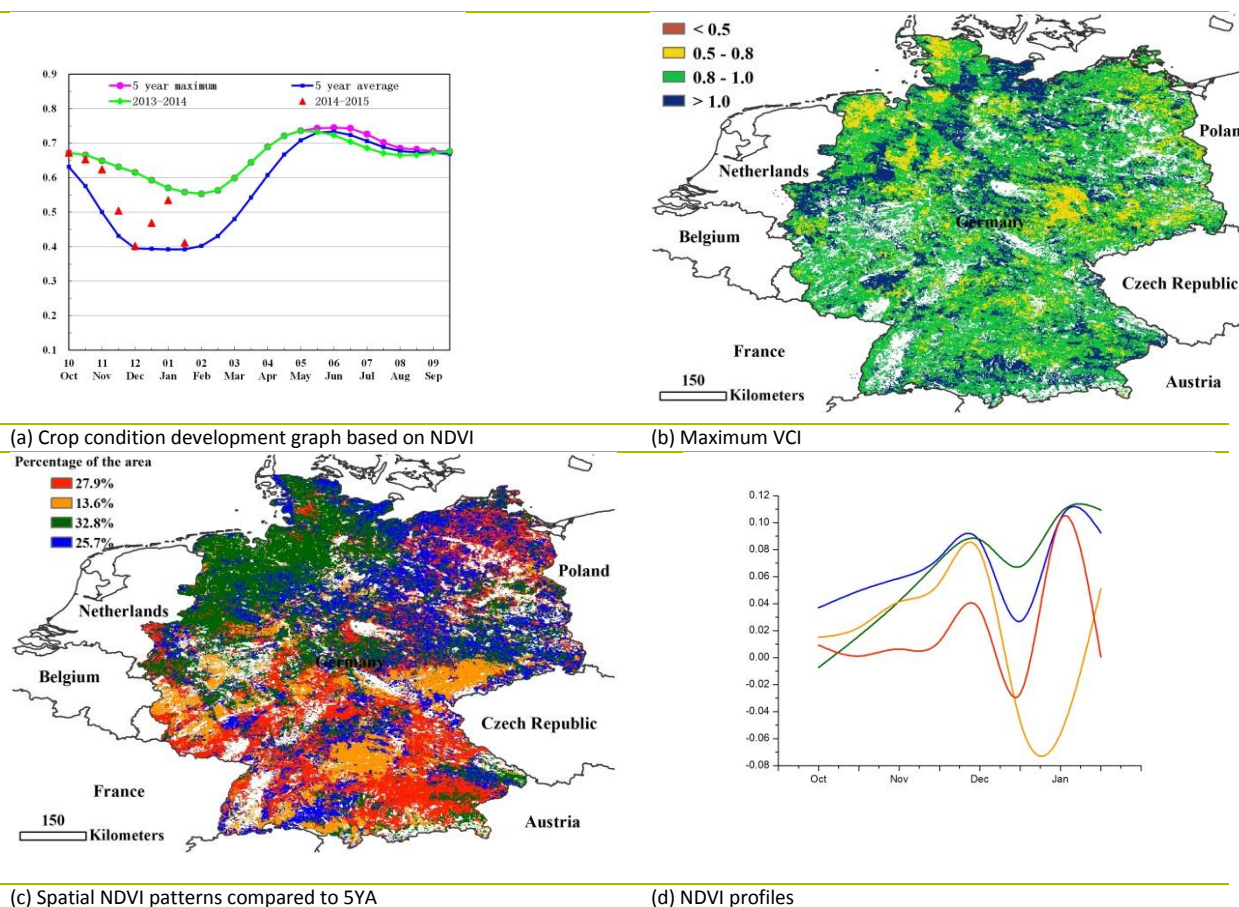 0.9
0.8
0.7
0.6
0.5
0.4
0.3
0.2
0.1
5 year maximum
5 year average
2013-2014
2014-2015
10 11 12 01 02 03 04 05 06 07 08 09
Oct Nov Dec Jan Feb Mar Apr May Jun Jul Aug Sep
< 0.5
0.5 - 0.8
0.8 - 1.0
> 1.0
Poland
Netherlands
Germany
Belgium
Czech Republic
France
Austria
150
Kilometers
(a) Crop condition development graph based on NDVI
(b) Maximum VCI
Percentage of the area
27.9%
13.6%
32.8%
25.7%
Poland
Netherlands
Germany
Belgium
Czech Republic
France
Austria
150
Kilometers
0.12
0.10
0.08
0.06
0.04
0.02
0.00
-0.02
-0.04
-0.06
-0.08
Oct Nov Dec Jan
(c) Spatial NDVI patterns compared to 5YA
(d) NDVI profiles